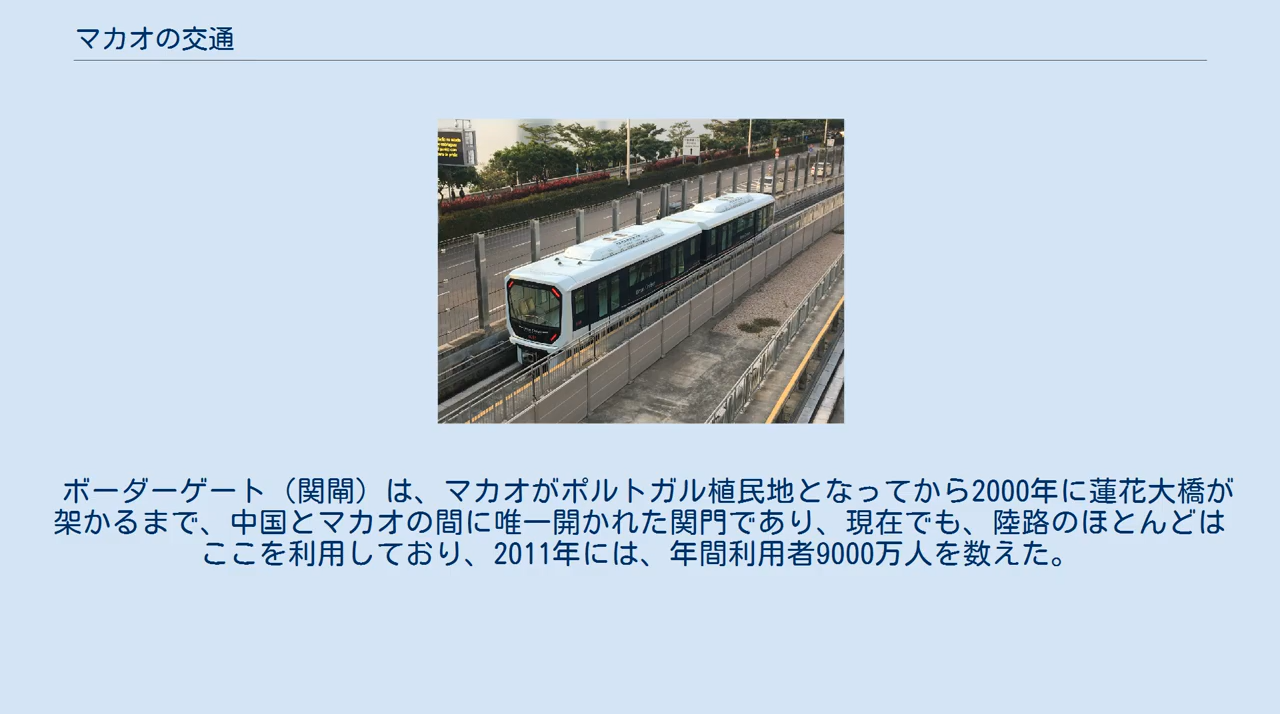 マカオの交通
ボーダーゲート（関閘）は、マカオがポルトガル植民地となってから2000年に蓮花大橋が
架かるまで、中国とマカオの間に唯一開かれた関門であり、現在でも、陸路のほとんどは
ここを利用しており、2011年には、年間利用者9000万人を数えた。